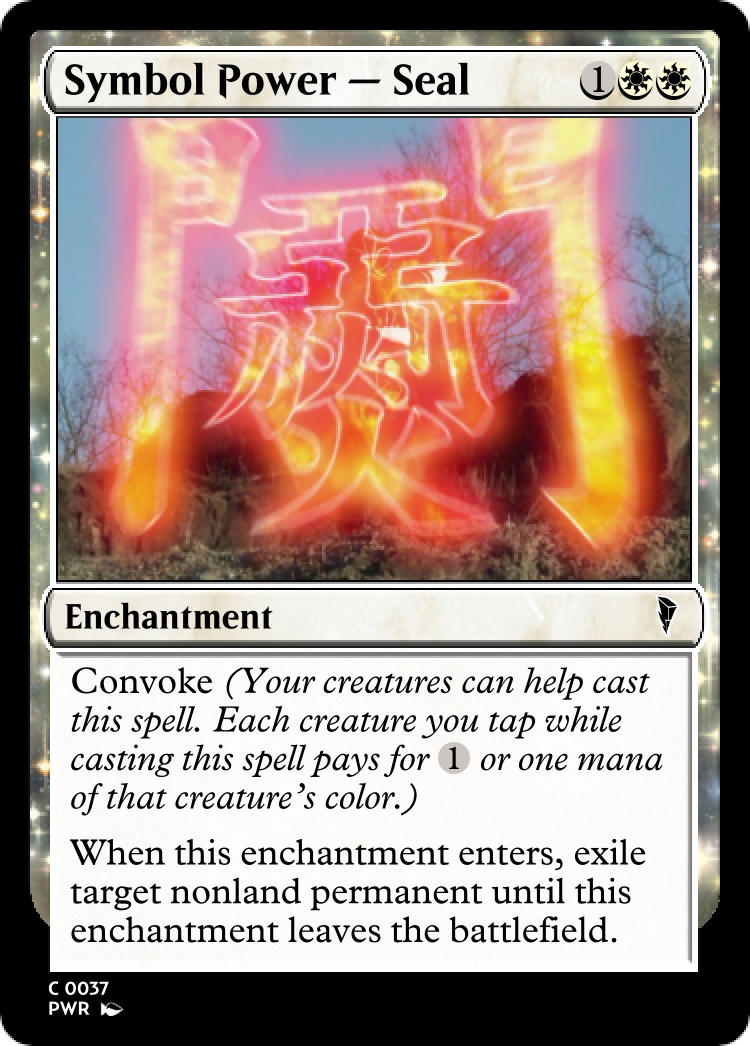 Symbol Power — Seal 1
Enchantment
Convoke (Your creatures can help cast
this spell. Each creature you tap while
casting this spell pays for 1 or one mana
of that creature's color.)
When this enchantment enters, exile
target nonland permanent until this
enchantment leaves the battlefield.
C 0037
PWR